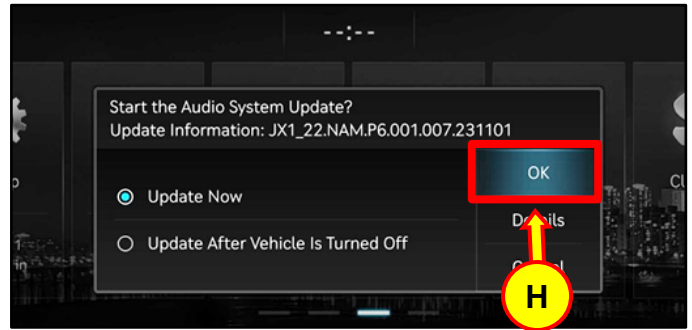 --:--
Start the Audio System Update?
Update Information: JX1_22.NAM.P6.001.007.231101
OK
Update Now
Update After Vehicle Is Turned Off
H